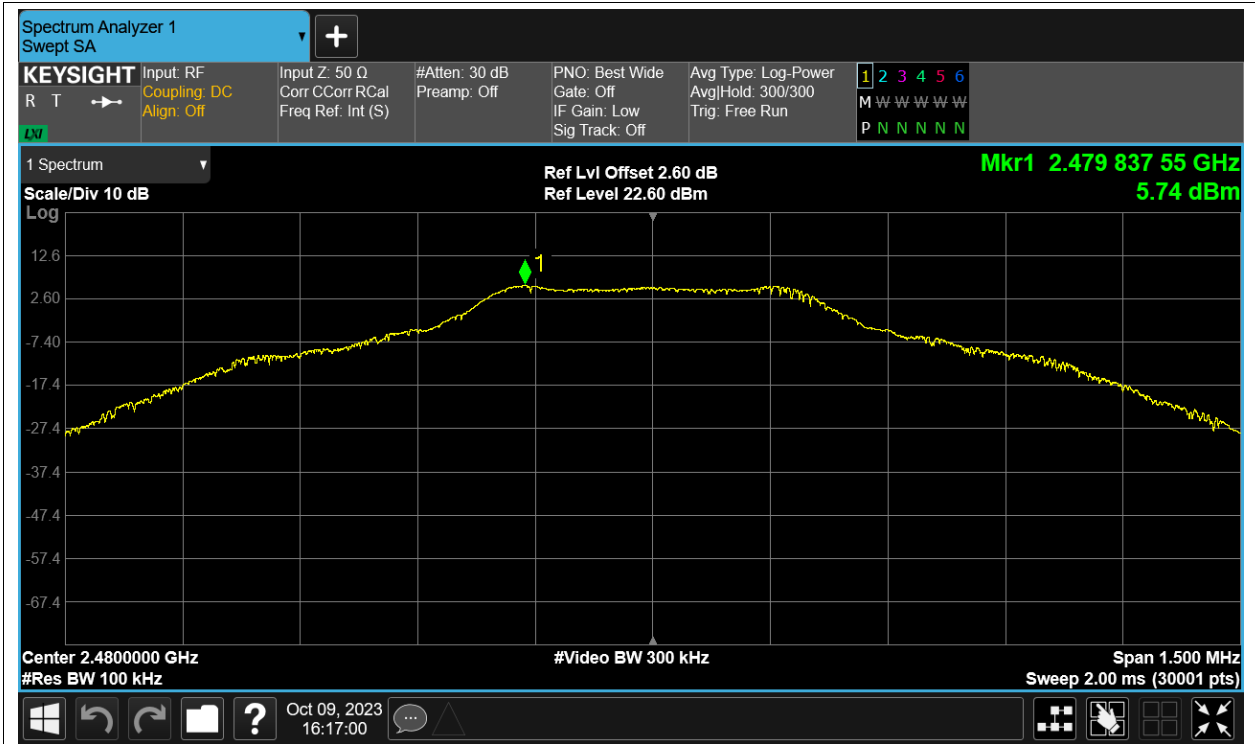 Spectrum Analyzer 1
Swept SA
KEYSIGHT
R T
LXI
Input: RF
Coupling: DC
Align: Off
Input Z: 50 Ω
Corr CCorr RCal
Freq Ref: Int (S)
#Atten: 30 dB
Preamp: Off
PNO: Best Wide
Gate: Off
IF Gain: Low
Sig Track: Off
Avg Type: Log-Power
Avg|Hold: 300/300
Trig: Free Run
1 2 3 4 5 6
M W W W W W
P N N N N N
1 Spectrum
Scale/Div 10 dB
Log
Ref Lvl Offset 2.60 dB
Ref Level 22.60 dBm
Mkr1 2.479 837 55 GHz
5.74 dBm
12.6
1
2.60
-7.40
-17.4
-27.4
-37.4
-47.4
-57.4
-67.4
Center 2.4800000 GHz
#Video BW 300 kHz
Span 1.500 MHz
#Res BW 100 kHz
Sweep 2.00 ms (30001 pts)
?
Oct 09, 2023
16:17:00